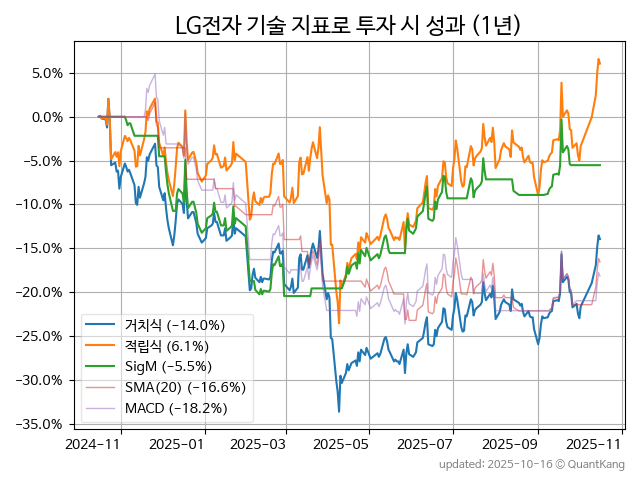 LG전자 기술 지표로 투자 시 성과 (1년)
5.0%
0.0%
−5.0%
−10.0%
−15.0%
−20.0%
−25.0%
−30.0%
−35.0%
거치식 (−14.0%)
적립식 (6.1%)
SigM (−5.5%)
SMA(20) (−16.6%)
MACD (−18.2%)
2024−11 2025−01 2025−03 2025−05 2025−07 2025−09 2025−11
updated: 2025-10-16 © QuantKang